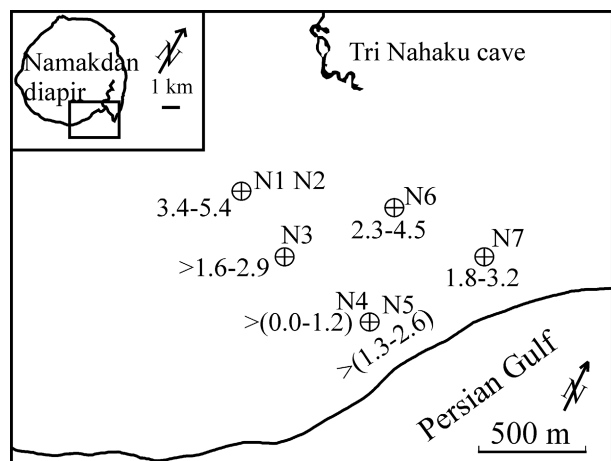 Namakdan
diapir
N
1 km
Tri Nahaku cave
N1 N2
3.4-5.4
N6
2.3-4.5
N3
>1.6-2.9
N7
1.8-3.2
N4 N5
>(0.0-1.2)
>(1.3-2.6)
Persian Gulf
N
500 m